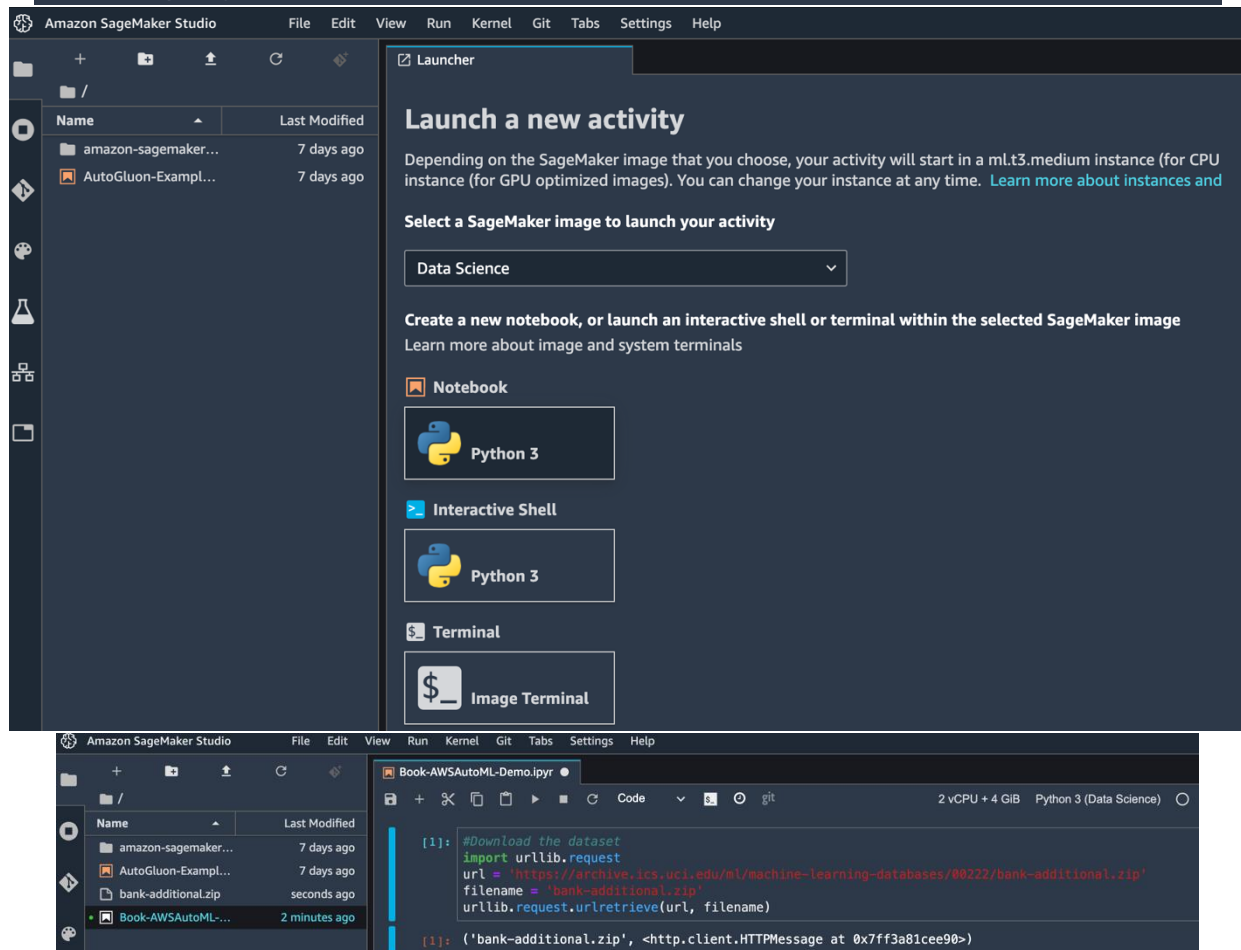 Amazon SageMaker Studio File Edit View Run Kernel Git Tabs Settings Help
Launcher
/
Name Last Modified
amazon-sagemaker... 7 days ago
AutoGluon-Exampl... 7 days ago
Launch a new activity
Depending on the SageMaker image that you choose, your activity will start in a ml.t3.medium instance (for CPU
instance (for GPU optimized images). You can change your instance at any time. Learn more about instances and
Select a SageMaker image to launch your activity
Data Science
Create a new notebook, or launch an interactive shell or terminal within the selected SageMaker image
Learn more about image and system terminals
Notebook
Python 3
Interactive Shell
Python 3
$_ Terminal
$_ Image Terminal
Amazon SageMaker Studio File Edit View Run Kernel Git Tabs Settings Help
Book-AWSAutoML-Demo.ipyr
/
Code git 2 vCPU + 4 GiB Python 3 (Data Science)
Name Last Modified
amazon-sagemaker... 7 days ago
AutoGluon-Exampl... 7 days ago
bank-additional.zip seconds ago
Book-AWSAutoML-... 2 minutes ago
[1]: #Download the dataset
import urllib.request
url = 'https://archive.ics.uci.edu/ml/machine-learning-databases/00222/bank-additional.zip'
filename = 'bank-additional.zip'
urllib.request.urlretrieve(url, filename)
[1]: ('bank-additional.zip', <http.client.HTTPMessage at 0x7ff3a81cee90>)